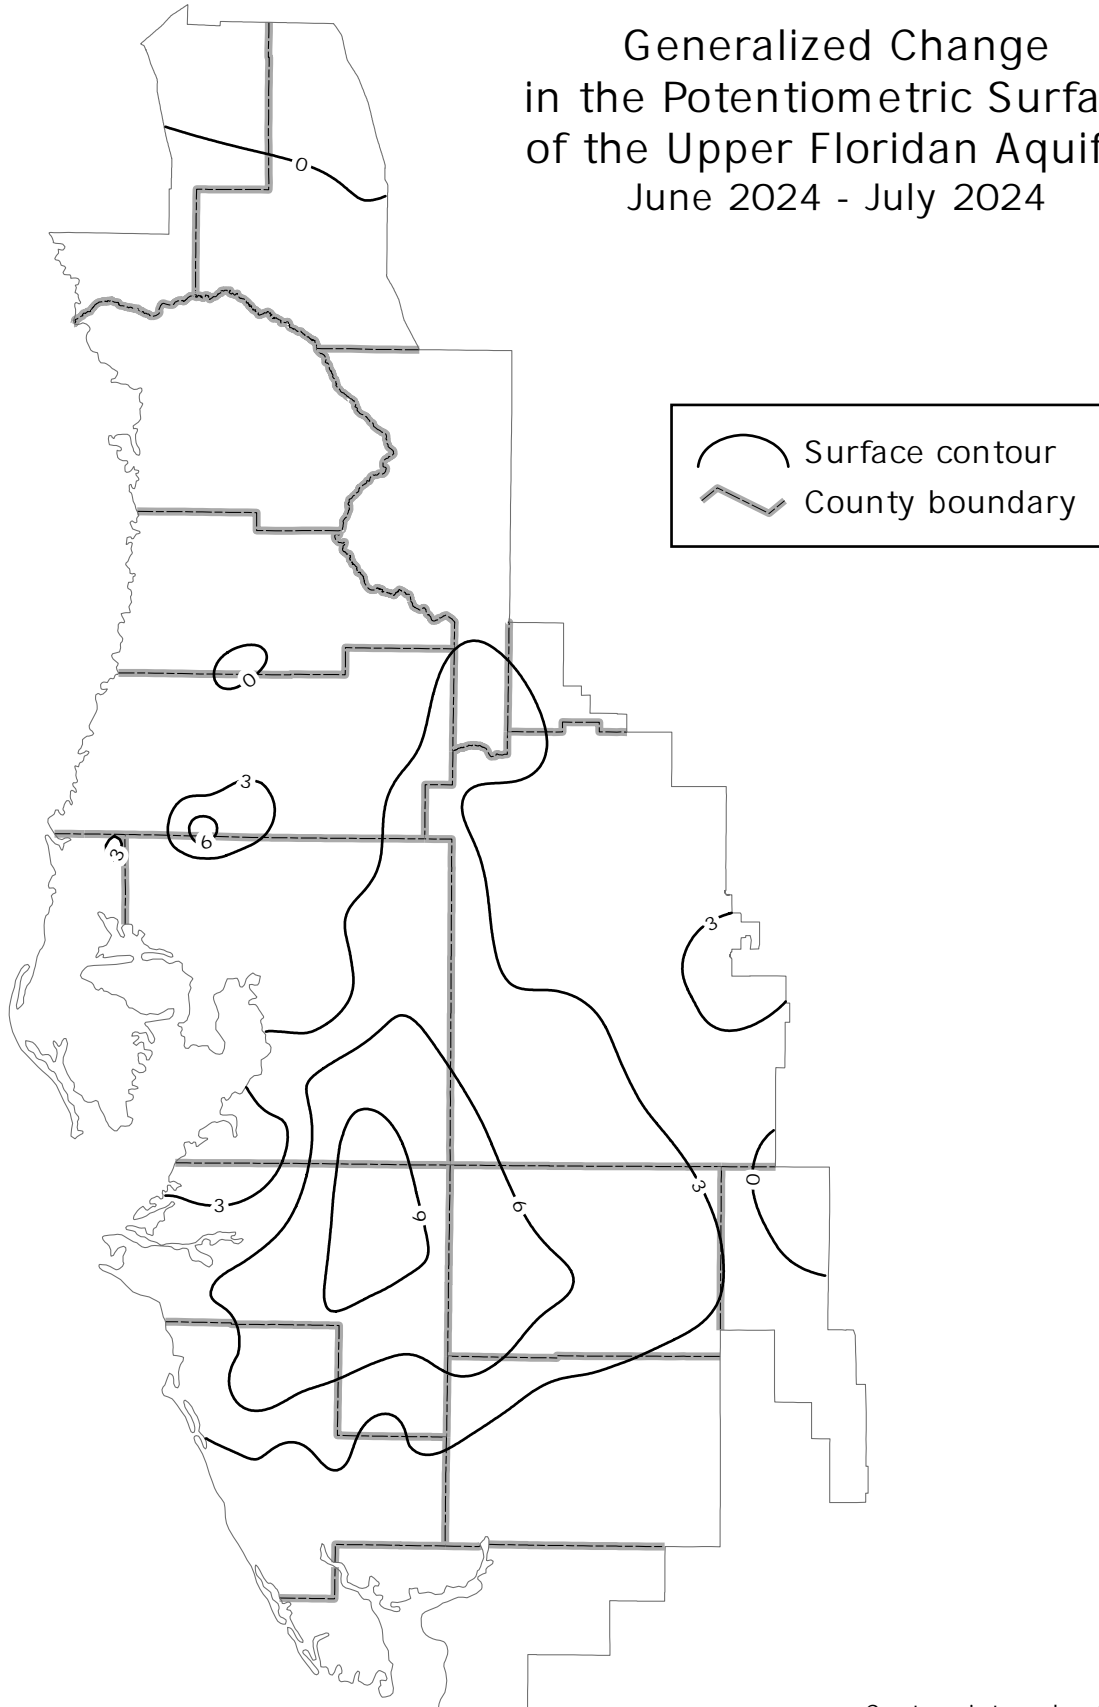 Generalized Change
in the Potentiometric Surfa
of the Upper Floridan Aquif
June 2024 - July 2024
0
Surface contour
County boundary
0
3
6
3
3
0
3
3
6
9